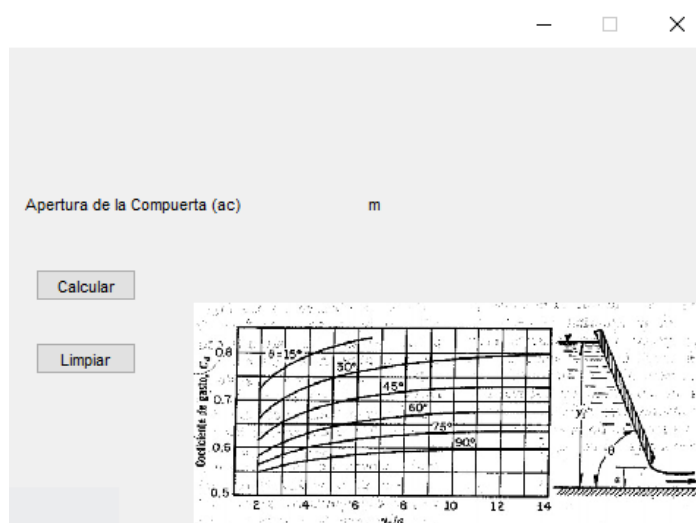 Apertura de la Compuerta (ac) m
Calcular
Limpiar
Coeficiente de gasto, Cd
0.8
0.7
0.6
0.5
θ=15°
30°
45°
60°
75°
90°
2 4 6 8 10 12 14
y₁
θ
a